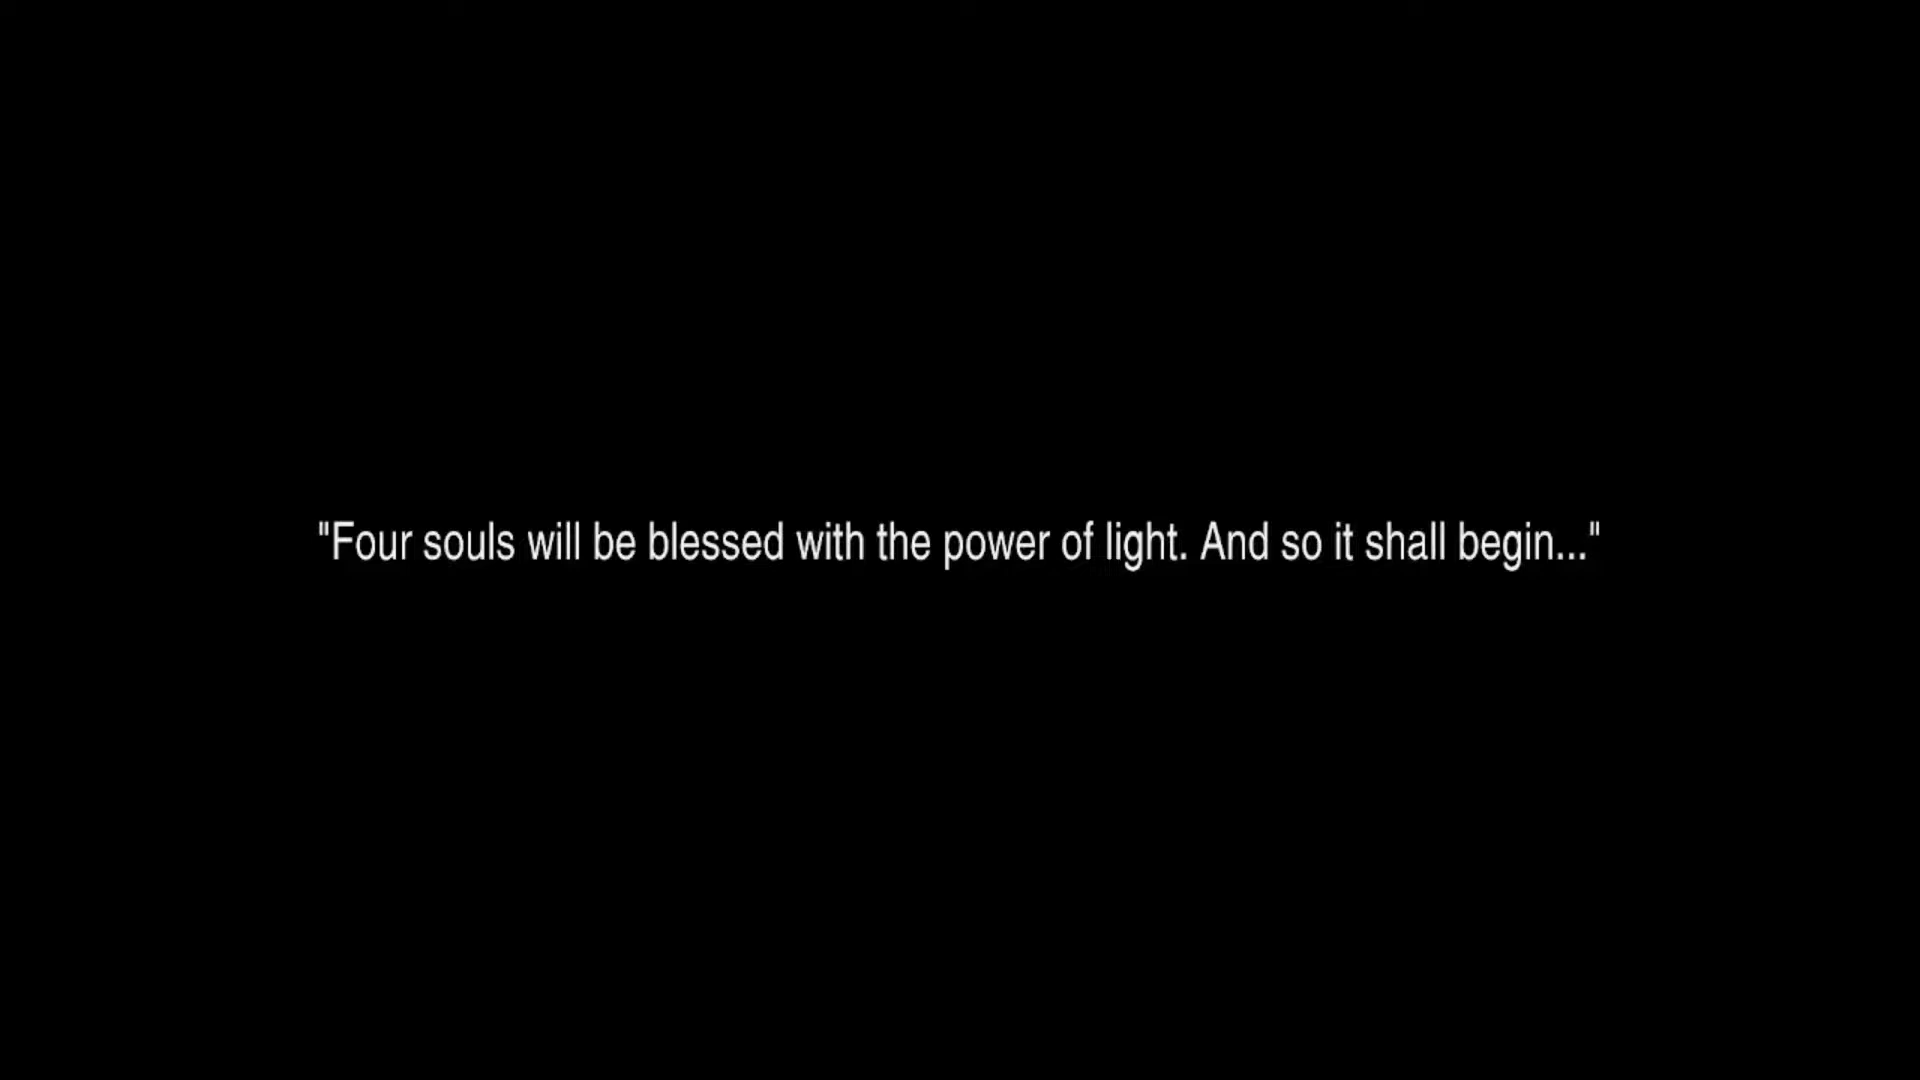 "Four souls will be blessed with the power of light. And so it shall begin..."